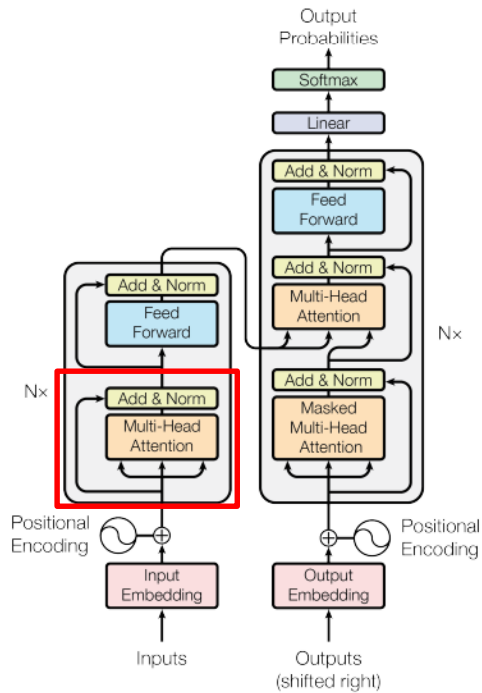 Output
Probabilities
Softmax
Linear
Add & Norm
Feed
Forward
Add & Norm
Multi-Head
Attention
Add & Norm
Masked
Multi-Head
Attention
Nx
Add & Norm
Feed
Forward
Nx
Add & Norm
Multi-Head
Attention
Positional
Encoding
Positional
Encoding
Input
Embedding
Output
Embedding
Inputs
Outputs
(shifted right)